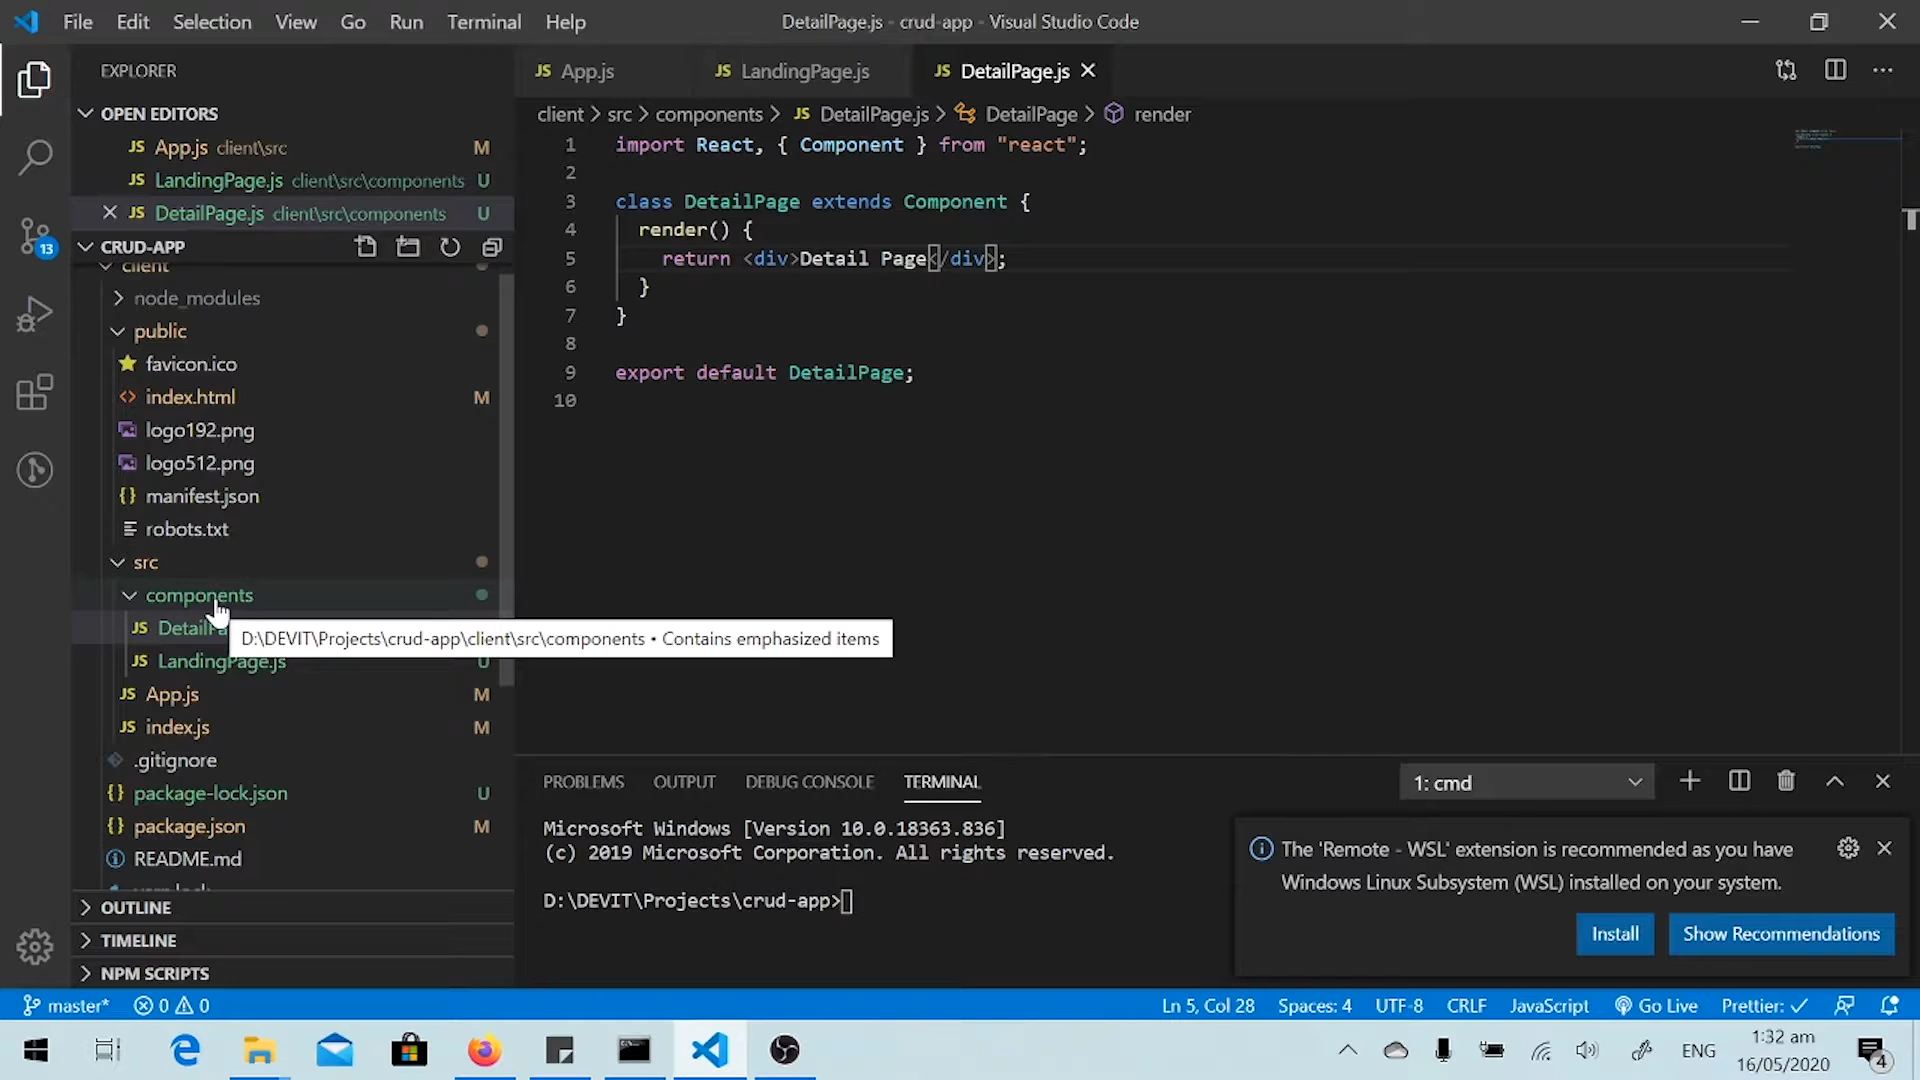 File Edit Selection View Go Run Terminal Help
DetailPage.js - crud-app - Visual Studio Code
EXPLORER
OPEN EDITORS
JS App.js client\src M
JS LandingPage.js client\src\components U
JS DetailPage.js client\src\components U
13
CRUD-APP
client
node_modules
public
favicon.ico
index.html M
logo192.png
logo512.png
manifest.json
robots.txt
src
components
JS DetailPa
D:\DEVIT\Projects\crud-app\client\src\components • Contains emphasized items
JS LandingPage.js U
JS App.js M
JS index.js M
.gitignore
{} package-lock.json U
{} package.json M
README.md
yarn.lock
OUTLINE
TIMELINE
NPM SCRIPTS
JS App.js JS LandingPage.js JS DetailPage.js
client > src > components > JS DetailPage.js > DetailPage > render
1 import React, { Component } from "react";
2
3 class DetailPage extends Component {
4 render() {
5 return <div>Detail Page</div>;
6 }
7 }
8
9 export default DetailPage;
10
PROBLEMS OUTPUT DEBUG CONSOLE TERMINAL 1: cmd
Microsoft Windows [Version 10.0.18363.836]
(c) 2019 Microsoft Corporation. All rights reserved.
D:\DEVIT\Projects\crud-app>
The 'Remote - WSL' extension is recommended as you have
Windows Linux Subsystem (WSL) installed on your system.
Install Show Recommendations
master* 0 0 Ln 5, Col 28 Spaces: 4 UTF-8 CRLF JavaScript Go Live Prettier: ✓
ENG
1:32 am
16/05/2020
4